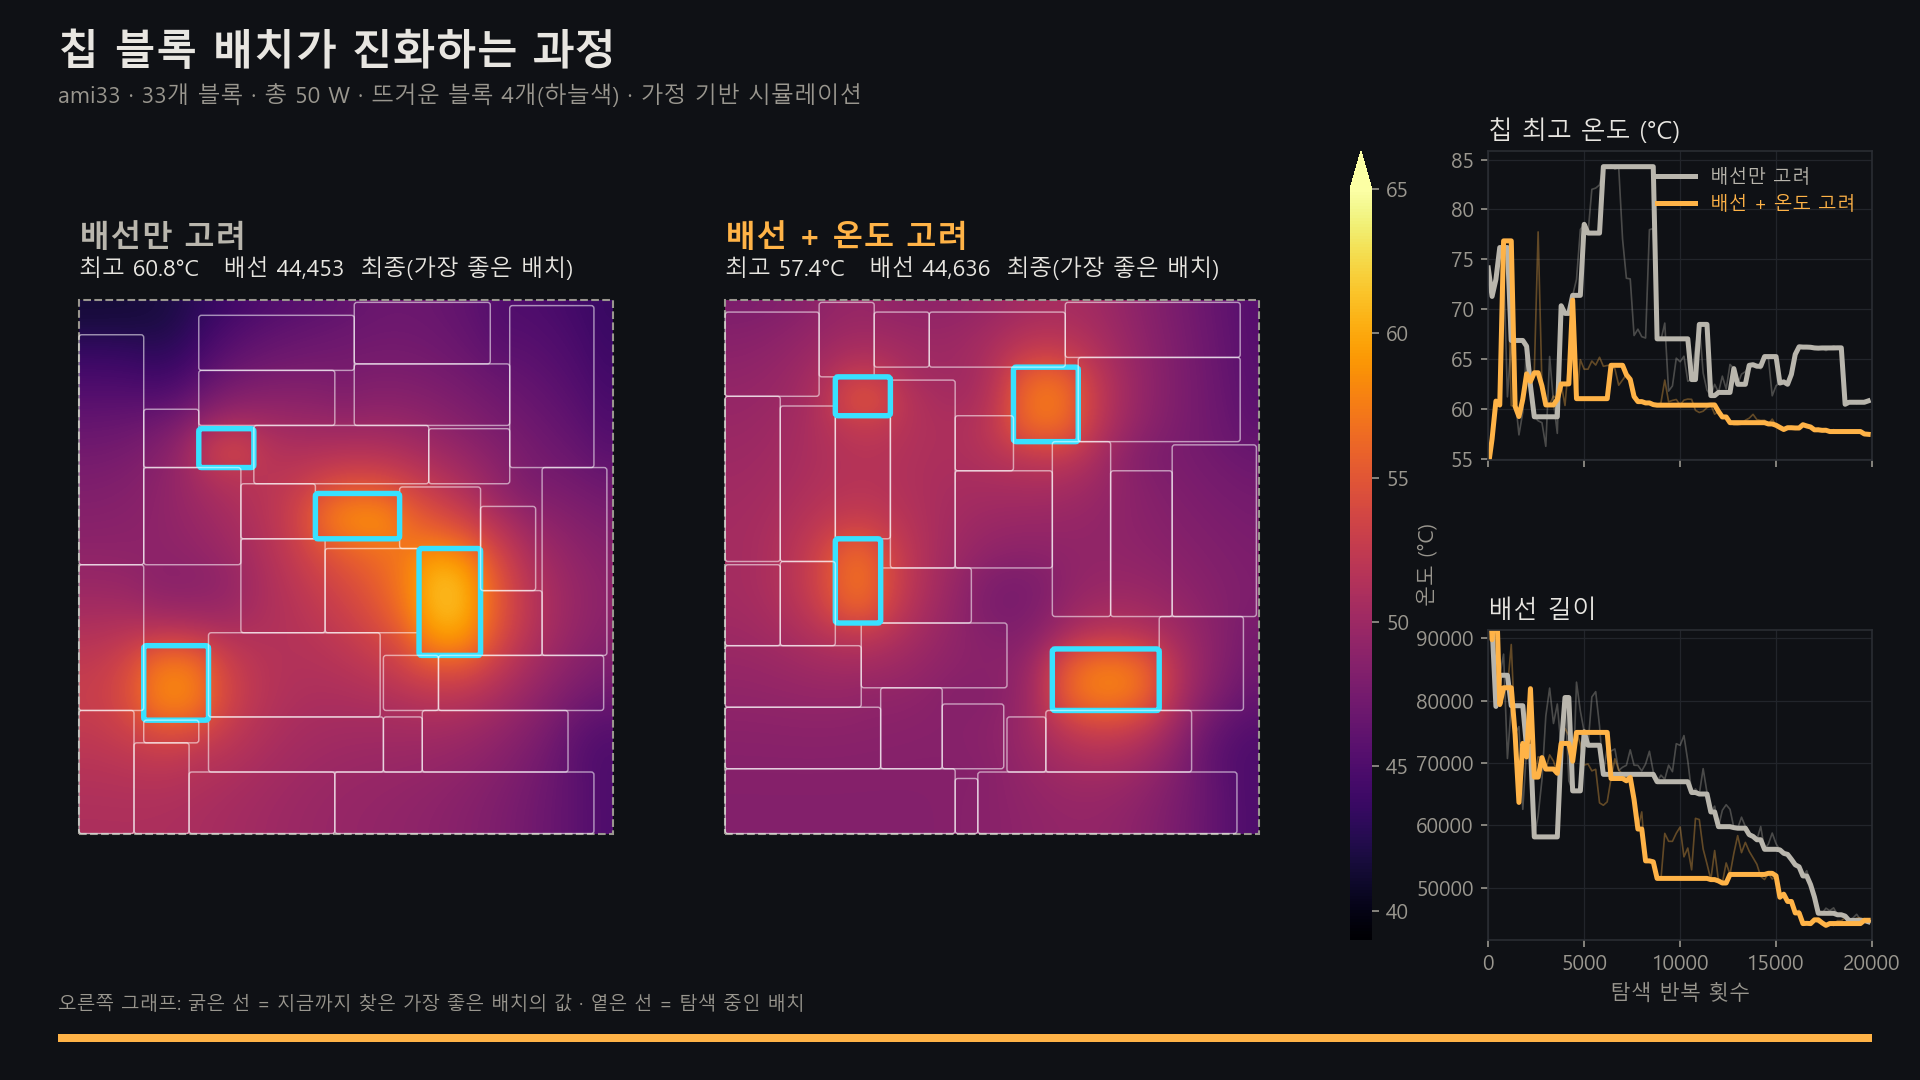 칩 블록 배치가 진화하는 과정
ami33 · 33개 블록 · 총 50 W · 뜨거운 블록 4개(하늘색) · 가정 기반 시뮬레이션
배선만 고려
최고 60.8°C 배선 44,453 최종(가장 좋은 배치)
배선 + 온도 고려
최고 57.4°C 배선 44,636 최종(가장 좋은 배치)
65
60
55
50
45
40
온도 (°C)
칩 최고 온도 (°C)
85
80
75
70
65
60
55
배선만 고려
배선 + 온도 고려
배선 길이
90000
80000
70000
60000
50000
0 5000 10000 15000 20000
탐색 반복 횟수
오른쪽 그래프: 굵은 선 = 지금까지 찾은 가장 좋은 배치의 값 · 옅은 선 = 탐색 중인 배치